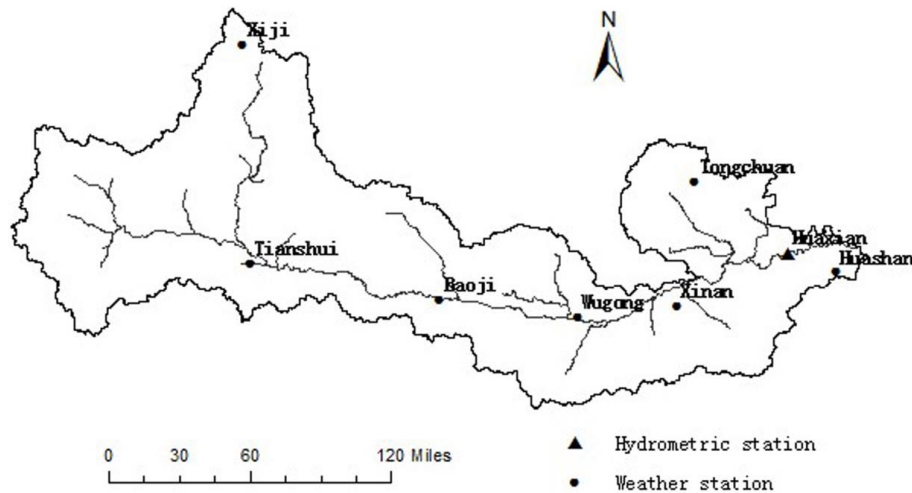 Xiji
N
Tongchuan
Huaxian
Tianshui
Huashan
Baoji
Xinan
Wugong
0 30 60 120 Miles
Hydrometric station
Weather station